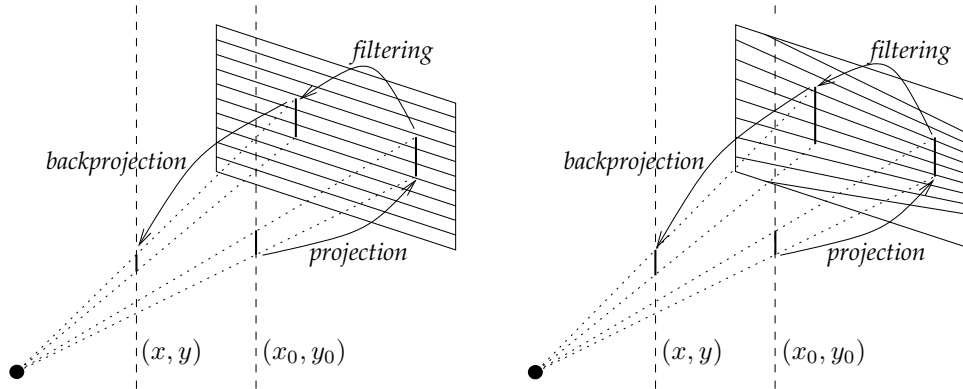 filtering
backprojection
projection
(x, y)
(x₀, y₀)
filtering
backprojection
projection
(x, y)
(x₀, y₀)